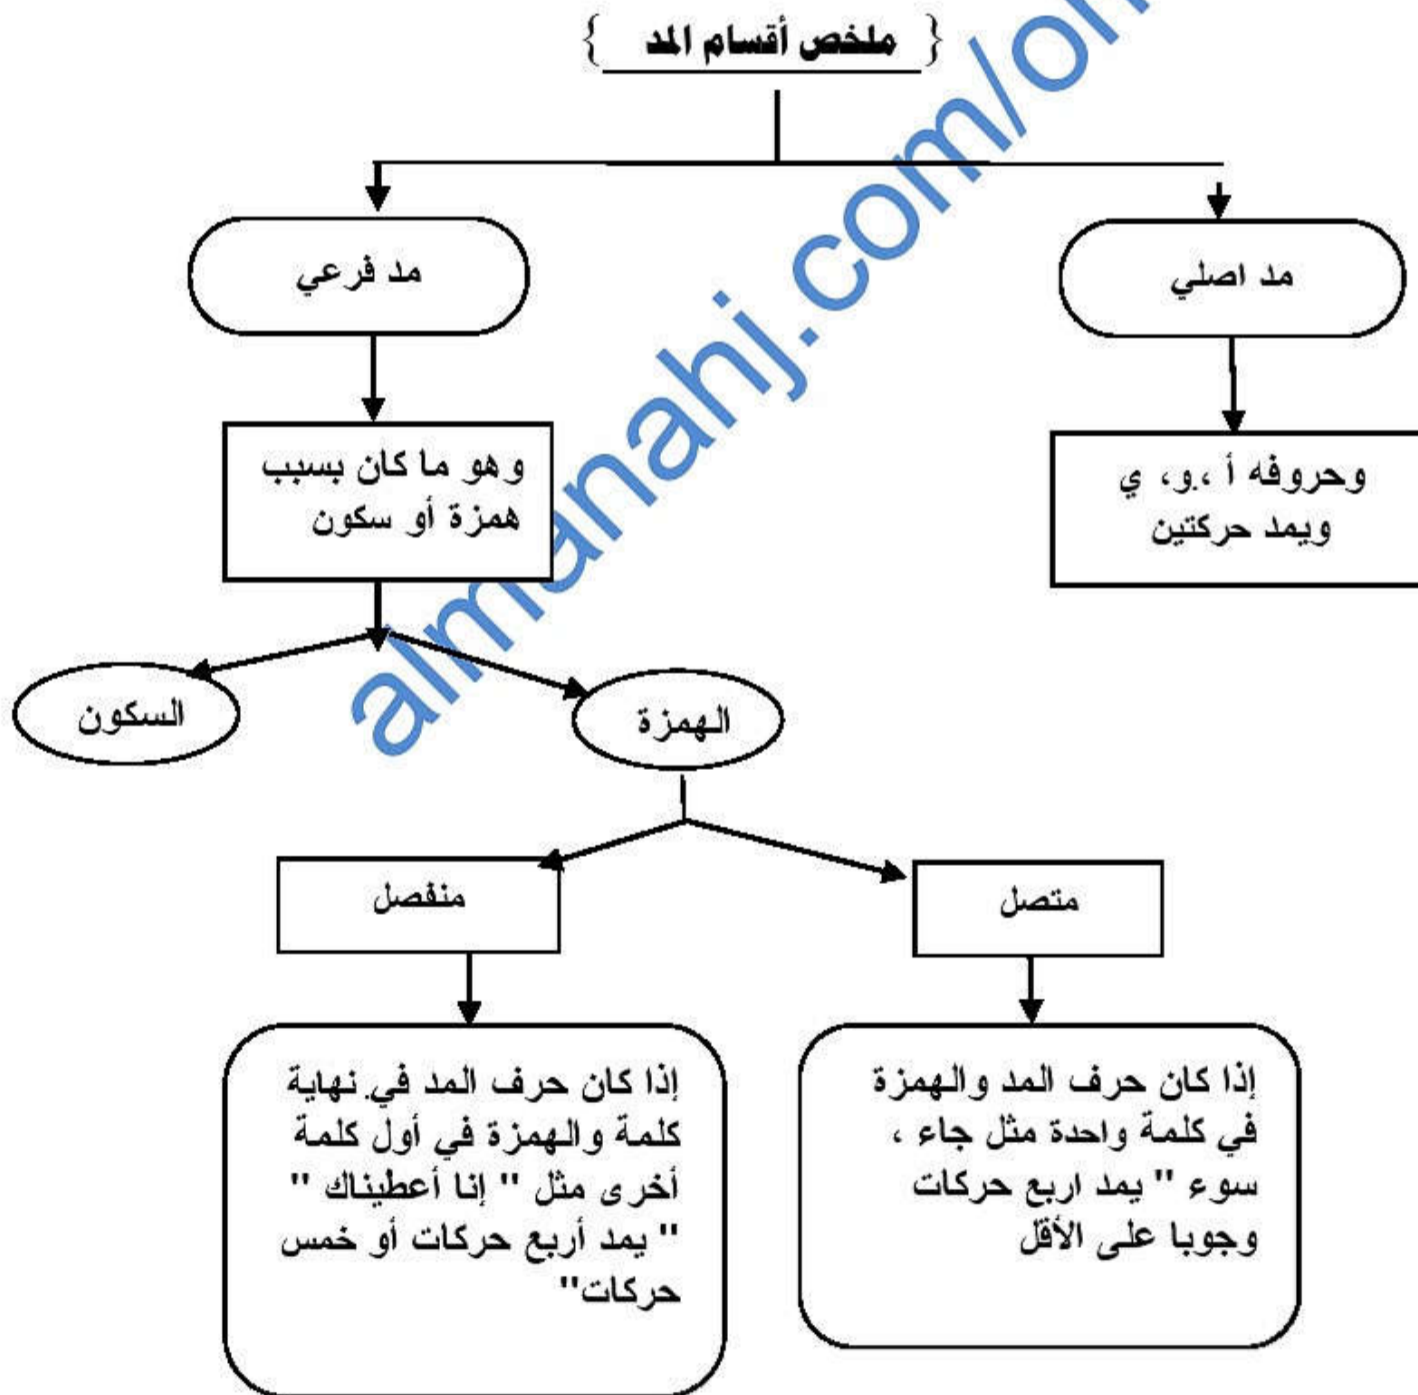 { ملخص أقسام المد }
مد اصلي
مد فرعي
وحروفه أ ،و، ي
ويمد حركتين
وهو ما كان بسبب
همزة أو سكون
الهمزة
السكون
متصل
منفصل
إذا كان حرف المد والهمزة
في كلمة واحدة مثل جاء ،
سوء " يمد اربع حركات
وجوبا على الأقل
إذا كان حرف المد في نهاية
كلمة والهمزة في أول كلمة
أخرى مثل " إنا أعطيناك "
" يمد أربع حركات أو خمس
حركات"
almanahj.com/om